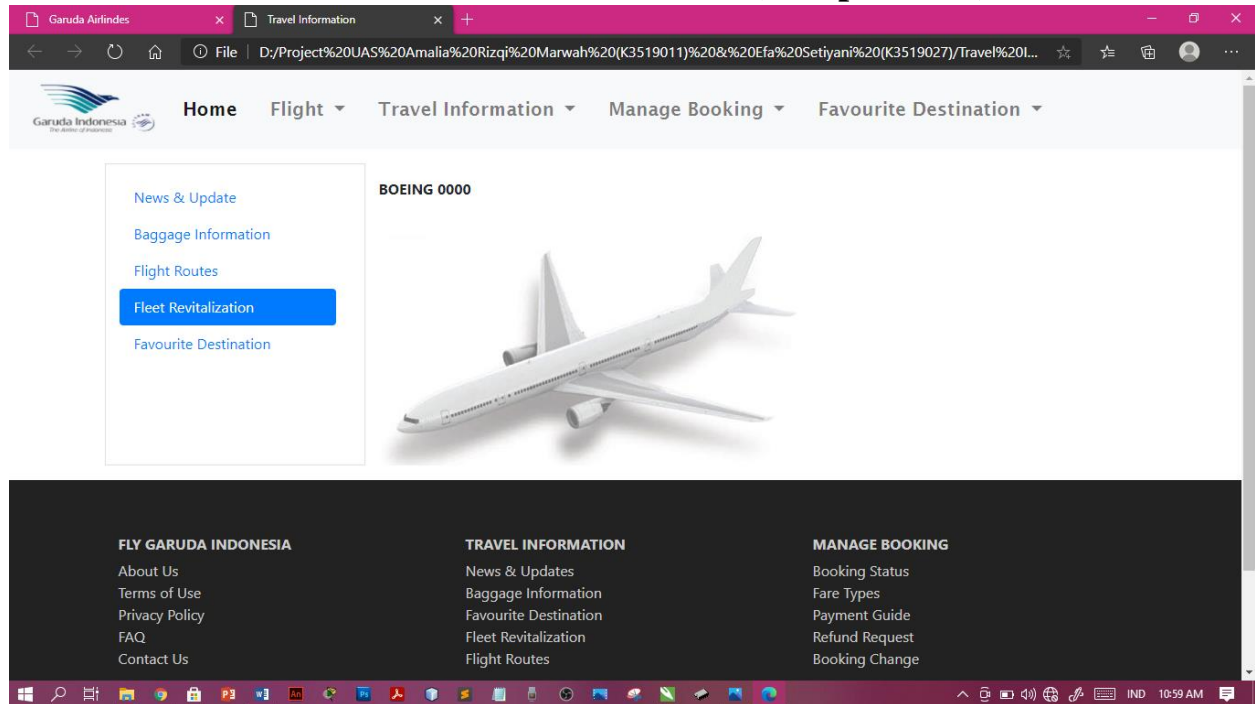 Garuda Airlindes
Travel Information
File D:/Project%20UAS%20Amalia%20Rizqi%20Marwah%20(K3519011)%20&%20Efa%20Setiyani%20(K3519027)/Travel%20I...
Garuda Indonesia
The Airline of Indonesia
Home Flight Travel Information Manage Booking Favourite Destination
News & Update
Baggage Information
Flight Routes
Fleet Revitalization
Favourite Destination
BOEING 0000
FLY GARUDA INDONESIA
About Us
Terms of Use
Privacy Policy
FAQ
Contact Us
TRAVEL INFORMATION
News & Updates
Baggage Information
Favourite Destination
Fleet Revitalization
Flight Routes
MANAGE BOOKING
Booking Status
Fare Types
Payment Guide
Refund Request
Booking Change
IND 10:59 AM